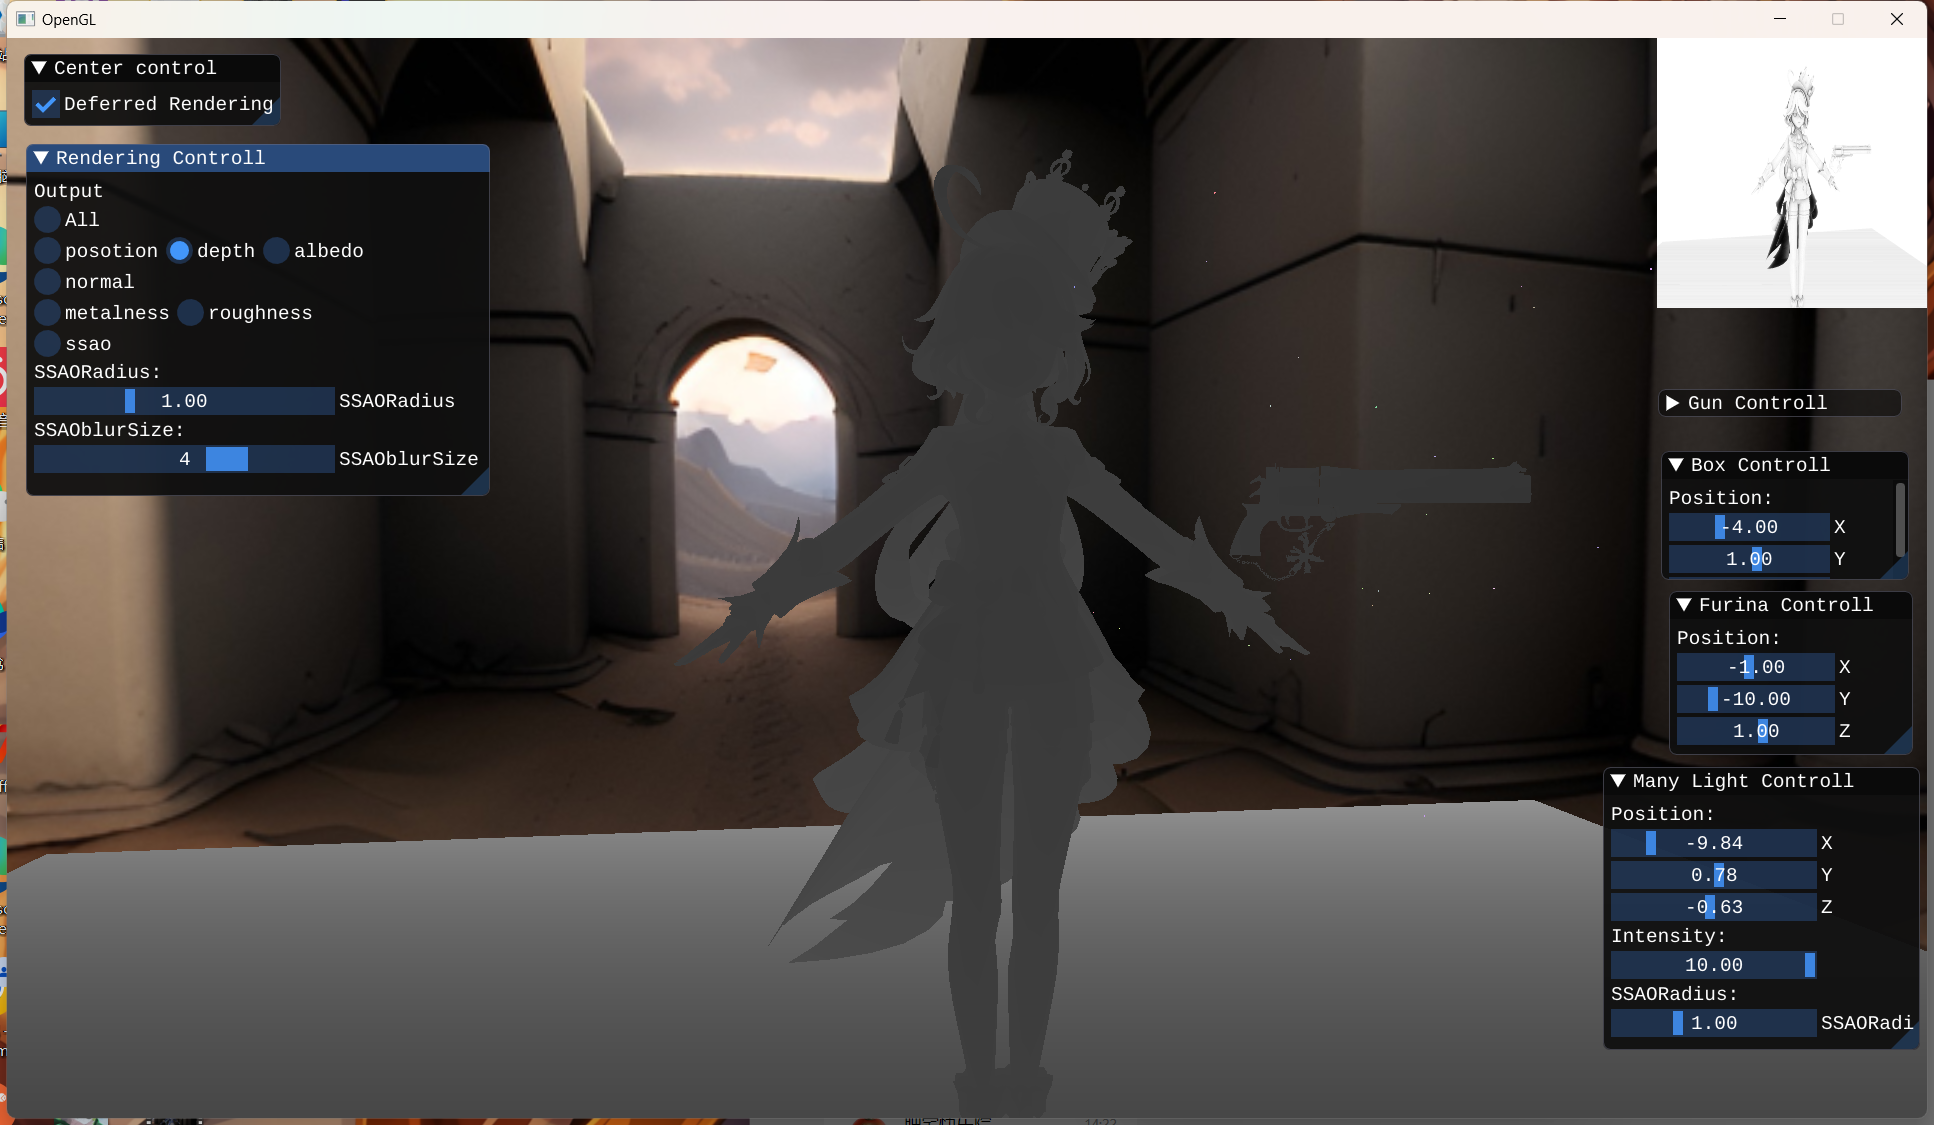 OpenGL
Center control
Deferred Rendering
Rendering Controll
Output
All
posotion depth albedo
normal
metalness roughness
ssao
SSAORadius:
1.00 SSAORadius
SSAOblurSize:
4 SSAOblurSize
Gun Controll
Box Controll
Position:
-4.00 X
1.00 Y
Furina Controll
Position:
-1.00 X
-10.00 Y
1.00 Z
Many Light Controll
Position:
-9.84 X
0.78 Y
-0.63 Z
Intensity:
10.00
SSAORadius:
1.00 SSAORadi